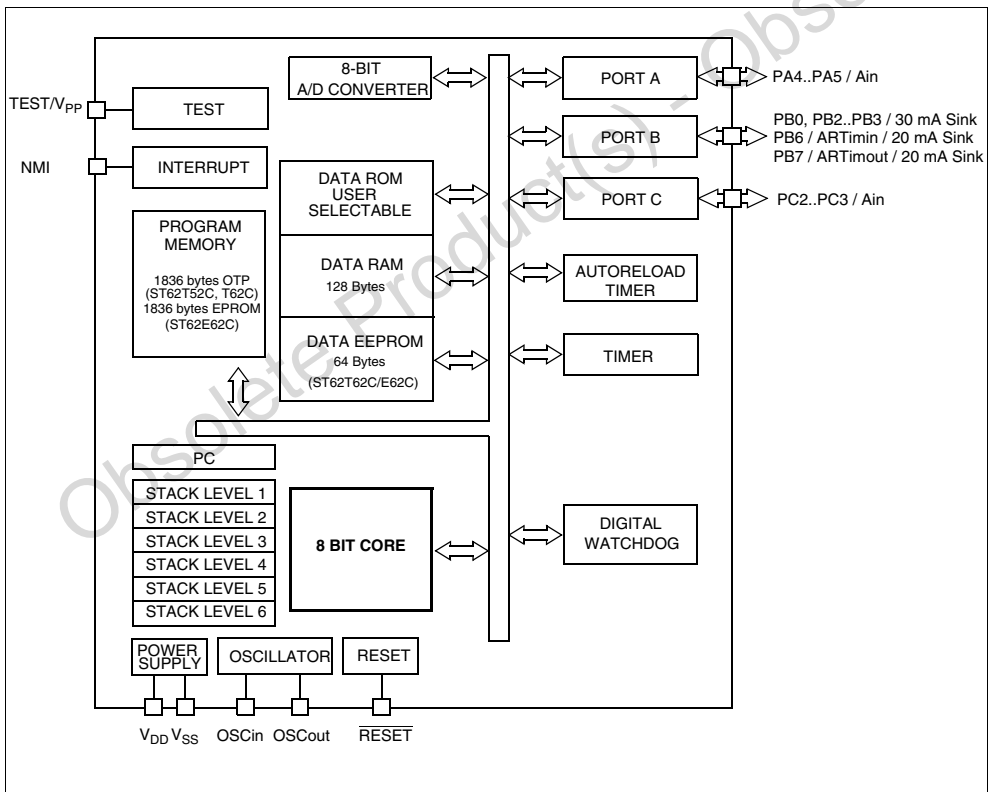 8-BIT
A/D CONVERTER
PORT A
PA4..PA5 / Ain
TEST/VPP
TEST
PORT B
PB0, PB2..PB3 / 30 mA Sink
PB6 / ARTimin / 20 mA Sink
PB7 / ARTimout / 20 mA Sink
NMI
INTERRUPT
DATA ROM
USER
SELECTABLE
PORT C
PC2..PC3 / Ain
PROGRAM
MEMORY
1836 bytes OTP
(ST62T52C, T62C)
1836 bytes EPROM
(ST62E62C)
DATA RAM
128 Bytes
AUTORELOAD
TIMER
DATA EEPROM
64 Bytes
(ST62T62C/E62C)
TIMER
PC
STACK LEVEL 1
STACK LEVEL 2
STACK LEVEL 3
STACK LEVEL 4
STACK LEVEL 5
STACK LEVEL 6
8 BIT CORE
DIGITAL
WATCHDOG
POWER
SUPPLY
OSCILLATOR
RESET
VDD VSS OSCin OSCout RESET
Obsolete Product(s) - Obso